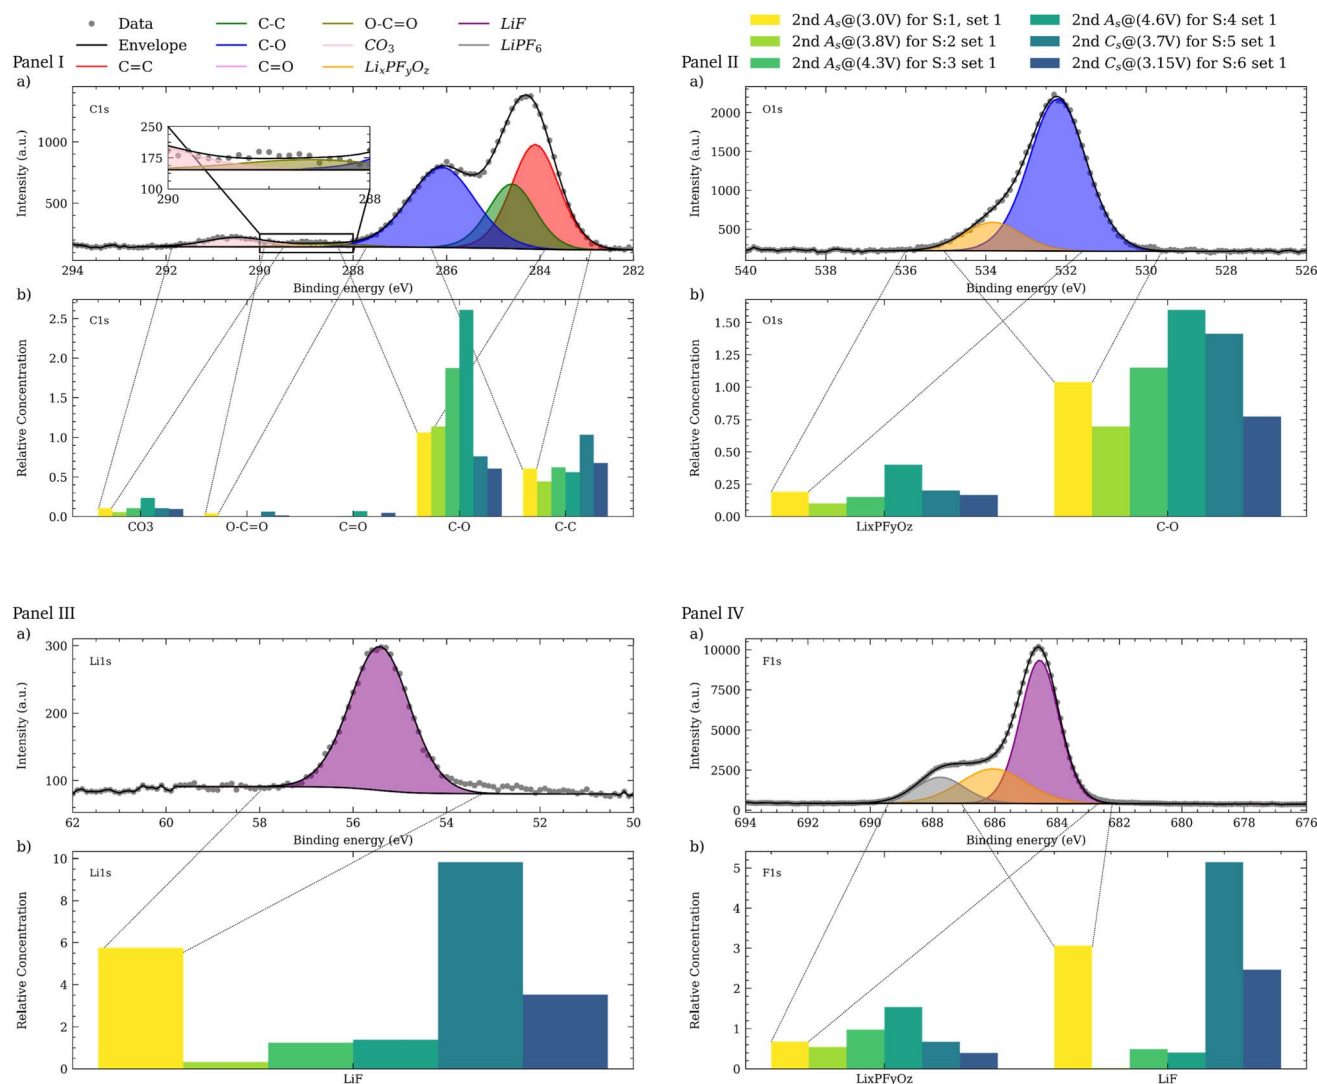 Data
Envelope
C=C
C-C
C-O
C=O
O-C=O
CO3
LixPFyOz
LiF
LiPF6
2nd As@(3.0V) for S:1, set 1
2nd As@(3.8V) for S:2 set 1
2nd As@(4.3V) for S:3 set 1
2nd As@(4.6V) for S:4 set 1
2nd Cs@(3.7V) for S:5 set 1
2nd Cs@(3.15V) for S:6 set 1
Panel I
a)
C1s
Intensity (a.u.)
1000
500
250
175
100
290 288
294 292 290 288 286 284 282
Binding energy (eV)
b)
C1s
Relative Concentration
2.5
2.0
1.5
1.0
0.5
0.0
CO3 O-C=O C=O C-O C-C
Panel II
a)
O1s
Intensity (a.u.)
2000
1500
1000
500
540 538 536 534 532 530 528 526
Binding energy (eV)
b)
O1s
Relative Concentration
1.50
1.25
1.00
0.75
0.50
0.25
0.00
LixPFyOz C-O
Panel III
a)
Li1s
Intensity (a.u.)
300
200
100
62 60 58 56 54 52 50
Binding energy (eV)
b)
Li1s
Relative Concentration
10
8
6
4
2
0
LiF
Panel IV
a)
F1s
Intensity (a.u.)
10000
7500
5000
2500
0
694 692 690 688 686 684 682 680 678 676
Binding energy (eV)
b)
F1s
Relative Concentration
5
4
3
2
1
0
LixPFyOz LiF